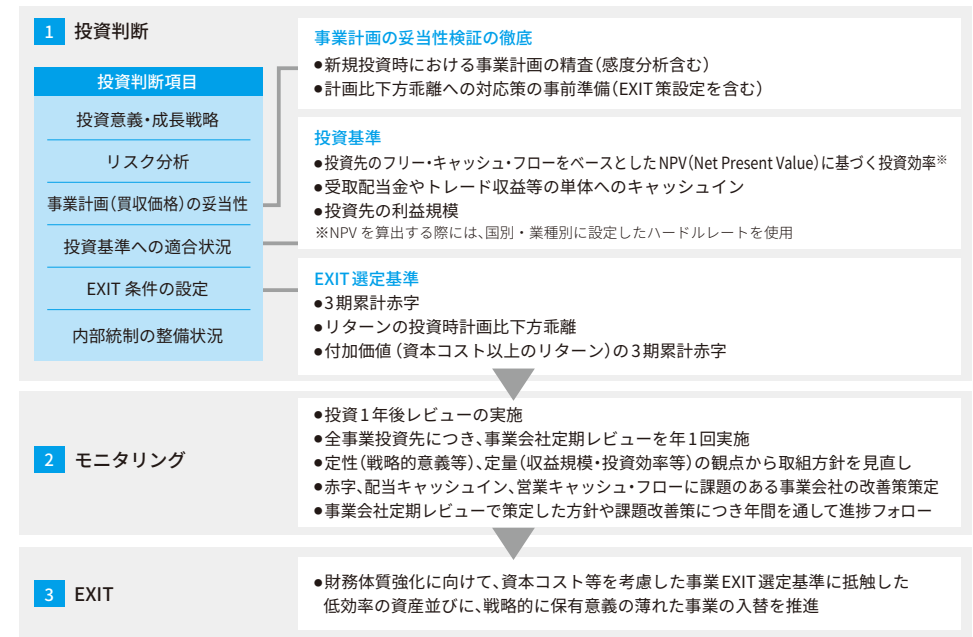 1 投資判断
投資判断項目
投資意義・成長戦略
リスク分析
事業計画(買収価格)の妥当性
投資基準への適合状況
EXIT 条件の設定
内部統制の整備状況
事業計画の妥当性検証の徹底
●新規投資時における事業計画の精査(感度分析含む)
●計画比下方乖離への対応策の事前準備(EXIT策設定を含む)
投資基準
●投資先のフリー・キャッシュ・フローをベースとしたNPV(Net Present Value)に基づく投資効率※
●受取配当金やトレード収益等の単体へのキャッシュイン
●投資先の利益規模
※NPV を算出する際には、国別・業種別に設定したハードルレートを使用
EXIT選定基準
●3期累計赤字
●リターンの投資時計画比下方乖離
●付加価値(資本コスト以上のリターン)の3期累計赤字
2 モニタリング
●投資1年後レビューの実施
●全事業投資先につき、事業会社定期レビューを年1回実施
●定性(戦略的意義等)、定量(収益規模・投資効率等)の観点から取組方針を見直し
●赤字、配当キャッシュイン、営業キャッシュ・フローに課題のある事業会社の改善策策定
●事業会社定期レビューで策定した方針や課題改善策につき年間を通して進捗フォロー
3 EXIT
●財務体質強化に向けて、資本コスト等を考慮した事業EXIT選定基準に抵触した
低効率の資産並びに、戦略的に保有意義の薄れた事業の入替を推進